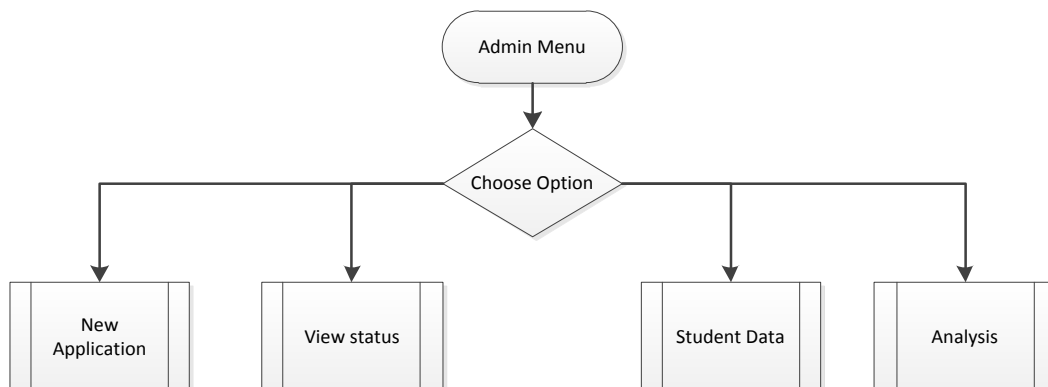 Admin Menu
Choose Option
New
Application
View status
Student Data
Analysis